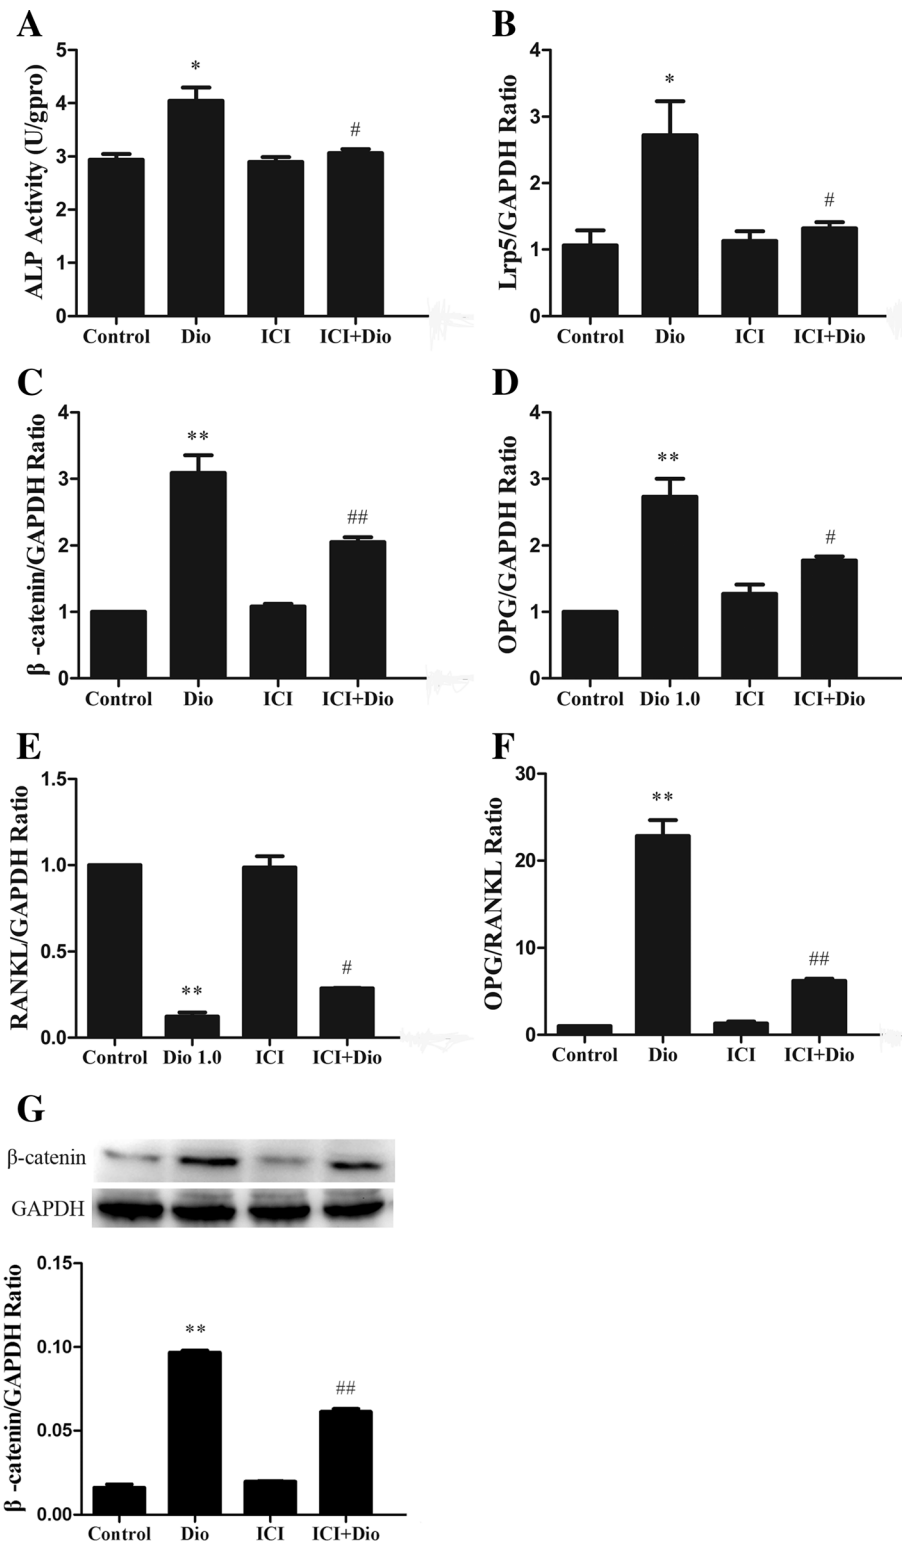 A
ALP Activity (U/gpro)
5
4
3
2
1
0
*
#
Control Dio ICI ICI+Dio
B
Lrp5/GAPDH Ratio
4
3
2
1
0
*
#
Control Dio ICI ICI+Dio
C
β -catenin/GAPDH Ratio
4
3
2
1
0
**
##
Control Dio ICI ICI+Dio
D
OPG/GAPDH Ratio
4
3
2
1
0
**
#
Control Dio 1.0 ICI ICI+Dio
E
RANKL/GAPDH Ratio
1.5
1.0
0.5
0.0
**
#
Control Dio 1.0 ICI ICI+Dio
F
OPG/RANKL Ratio
30
20
10
0
**
##
Control Dio ICI ICI+Dio
G
β-catenin
GAPDH
β -catenin/GAPDH Ratio
0.15
0.10
0.05
0.00
**
##
Control Dio ICI ICI+Dio